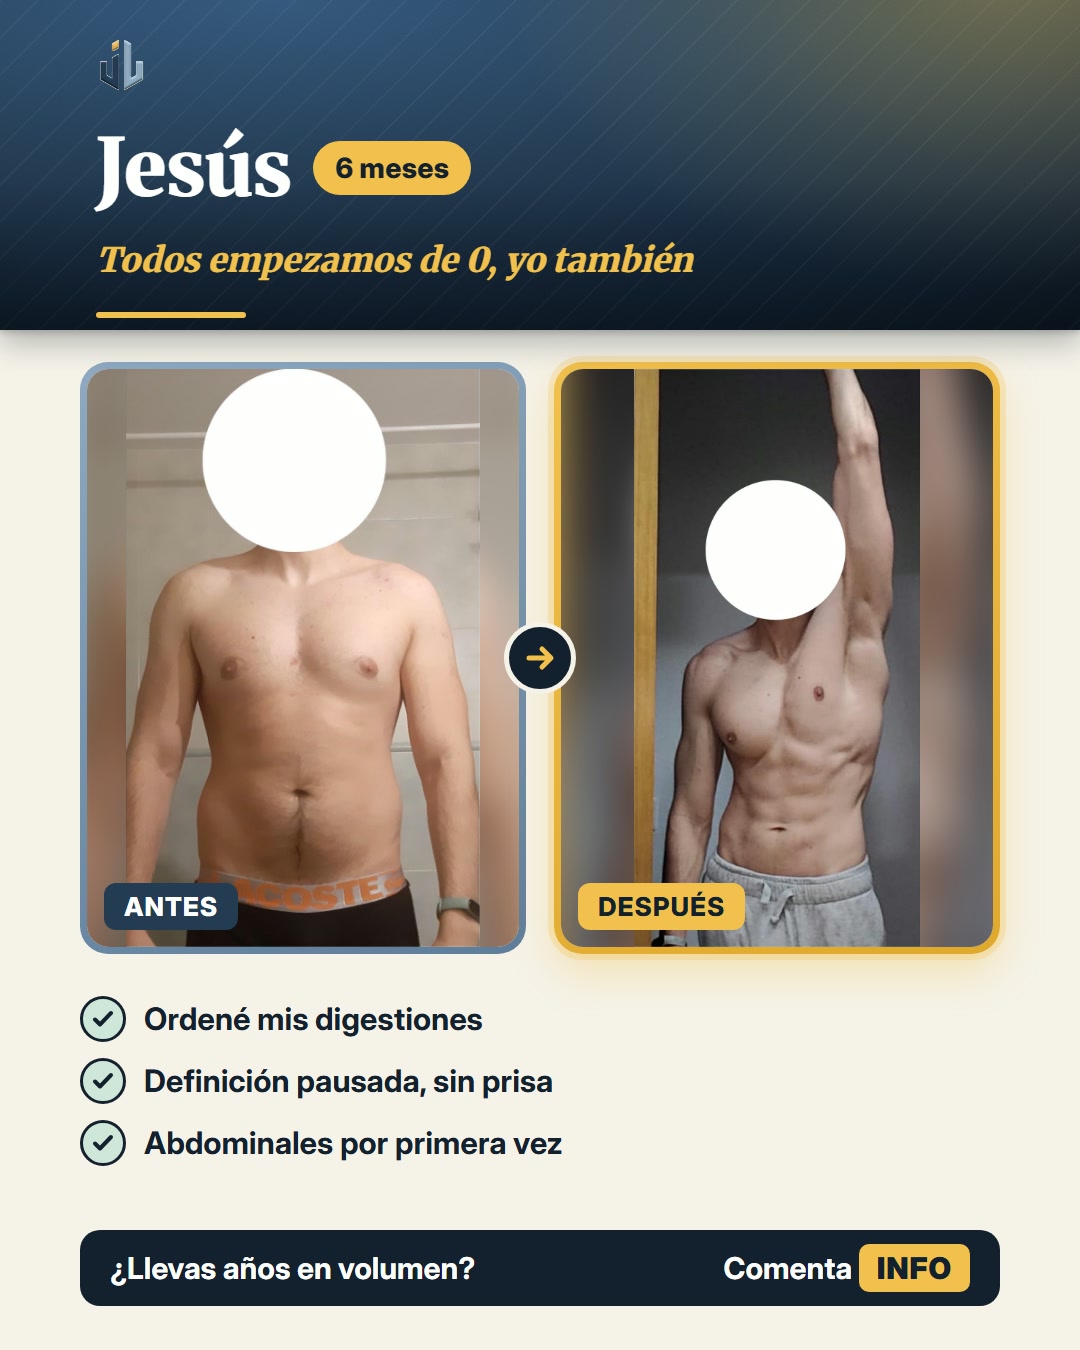 Jesús
6 meses
Todos empezamos de 0, yo también
LACOSTE
ANTES
DESPUÉS
Ordené mis digestiones
Definición pausada, sin prisa
Abdominales por primera vez
¿Llevas años en volumen?
Comenta INFO